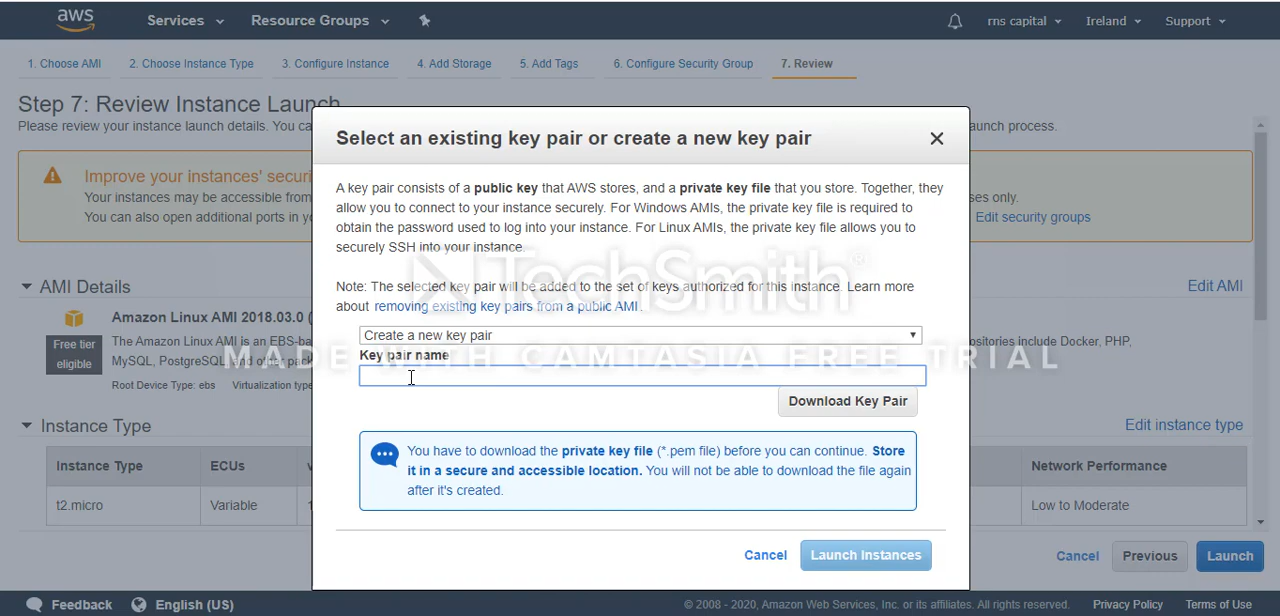 aws Services Resource Groups rns capital Ireland Support
1. Choose AMI 2. Choose Instance Type 3. Configure Instance 4. Add Storage 5. Add Tags 6. Configure Security Group 7. Review
Step 7: Review Instance Launch
Please review your instance launch details. You ca
aunch process.
Improve your instances' securi
Your instances may be accessible from
ses only.
You can also open additional ports in yo
Edit security groups
AMI Details
Edit AMI
Amazon Linux AMI 2018.03.0 (
Free tier
eligible
The Amazon Linux AMI is an EBS-ba
ositories include Docker, PHP,
MySQL, PostgreSQL, and other pack
Root Device Type: ebs Virtualization type
Instance Type
Edit instance type
Instance Type ECUs v Network Performance
t2.micro Variable 1 Low to Moderate
Select an existing key pair or create a new key pair
A key pair consists of a public key that AWS stores, and a private key file that you store. Together, they
allow you to connect to your instance securely. For Windows AMIs, the private key file is required to
obtain the password used to log into your instance. For Linux AMIs, the private key file allows you to
securely SSH into your instance.
Note: The selected key pair will be added to the set of keys authorized for this instance. Learn more
about removing existing key pairs from a public AMI.
Create a new key pair
Key pair name
Download Key Pair
You have to download the private key file (*.pem file) before you can continue. Store
it in a secure and accessible location. You will not be able to download the file again
after it's created.
Cancel Launch Instances
TechSmith®
MADE WITH CAMTASIA FREE TRIAL
Cancel Previous Launch
Feedback English (US) © 2008 - 2020, Amazon Web Services, Inc. or its affiliates. All rights reserved. Privacy Policy Terms of Use